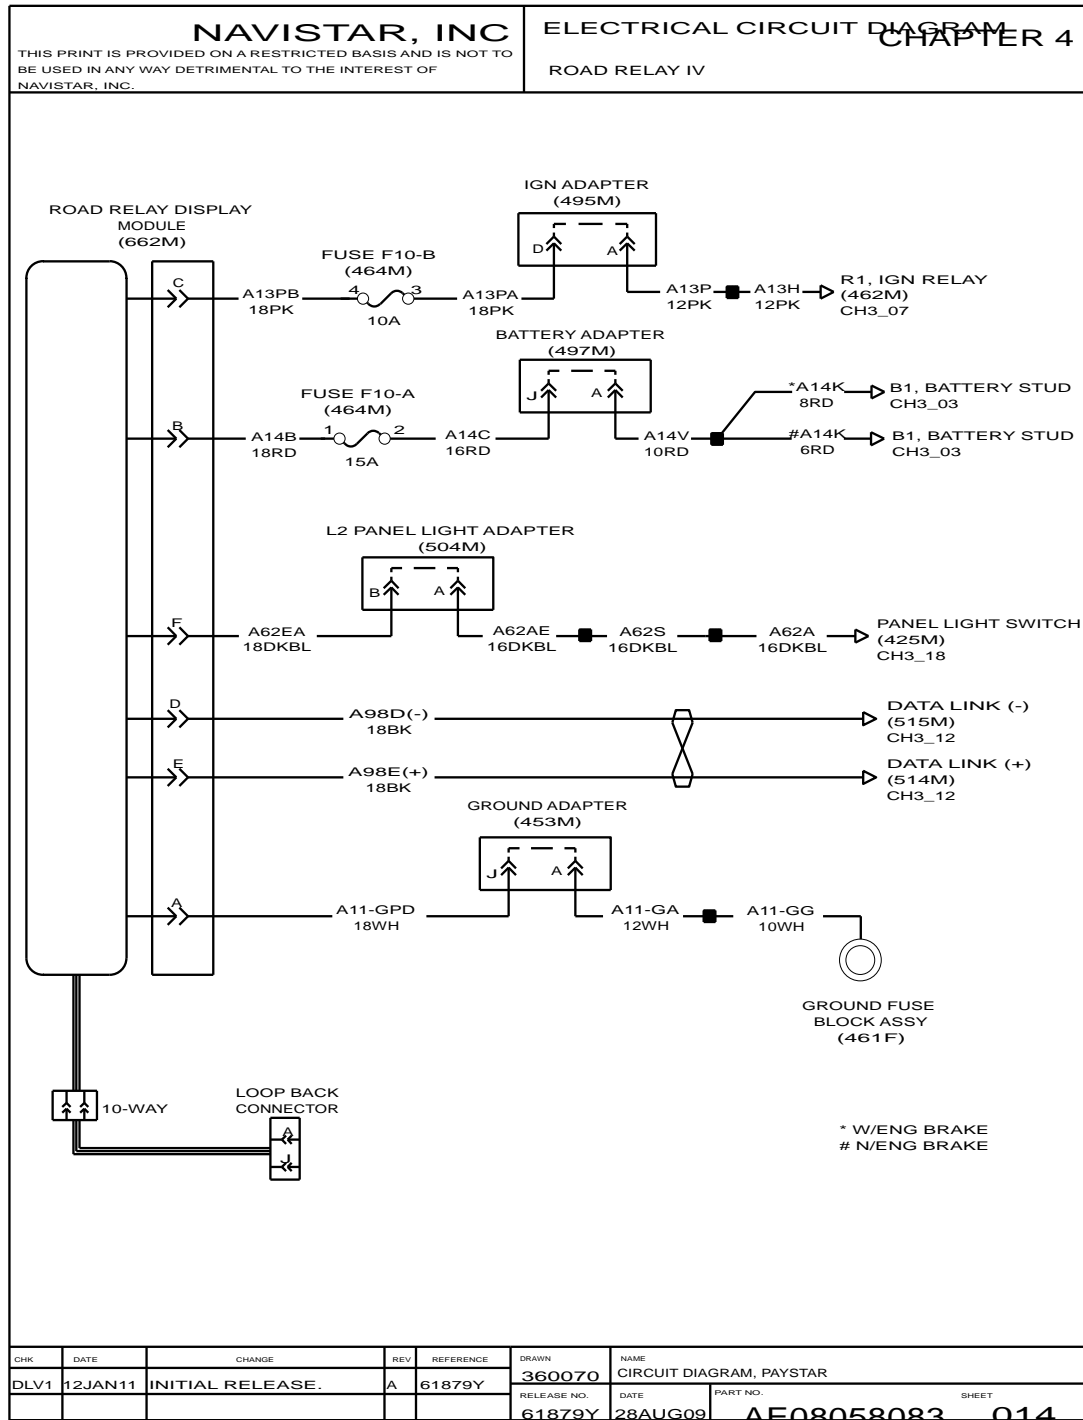 NAVISTAR, INC
THIS PRINT IS PROVIDED ON A RESTRICTED BASIS AND IS NOT TO
BE USED IN ANY WAY DETRIMENTAL TO THE INTEREST OF
NAVISTAR, INC.
ELECTRICAL CIRCUIT DIAGRAM
CHAPTER 4
ROAD RELAY IV
IGN ADAPTER
(495M)
D
A
ROAD RELAY DISPLAY
MODULE
(662M)
FUSE F10-B
(464M)
C
A13PB
18PK
4
3
10A
A13PA
18PK
A13P
12PK
A13H
12PK
R1, IGN RELAY
(462M)
CH3_07
BATTERY ADAPTER
(497M)
J
A
FUSE F10-A
(464M)
B
A14B
18RD
1
2
15A
A14C
16RD
A14V
10RD
*A14K
8RD
B1, BATTERY STUD
CH3_03
#A14K
6RD
B1, BATTERY STUD
CH3_03
L2 PANEL LIGHT ADAPTER
(504M)
B
A
F
A62EA
18DKBL
A62AE
16DKBL
A62S
16DKBL
A62A
16DKBL
PANEL LIGHT SWITCH
(425M)
CH3_18
D
A98D(-)
18BK
DATA LINK (-)
(515M)
CH3_12
E
A98E(+)
18BK
DATA LINK (+)
(514M)
CH3_12
GROUND ADAPTER
(453M)
J
A
A
A11-GPD
18WH
A11-GA
12WH
A11-GG
10WH
GROUND FUSE
BLOCK ASSY
(461F)
10-WAY
LOOP BACK
CONNECTOR
A
J
* W/ENG BRAKE
# N/ENG BRAKE
CHK DATE CHANGE REV REFERENCE
DLV1 12JAN11 INITIAL RELEASE. A 61879Y
DRAWN
360070
NAME
CIRCUIT DIAGRAM, PAYSTAR
RELEASE NO.
61879Y
DATE
28AUG09
PART NO.
AE08058083
SHEET
014